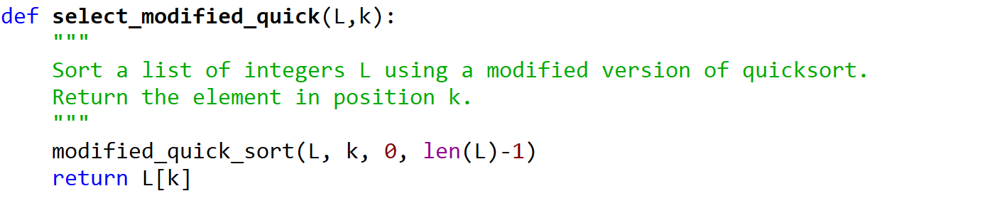 def select_modified_quick(L,k):
    """
    Sort a list of integers L using a modified version of quicksort.
    Return the element in position k.
    """
    modified_quick_sort(L, k, 0, len(L)-1)
    return L[k]